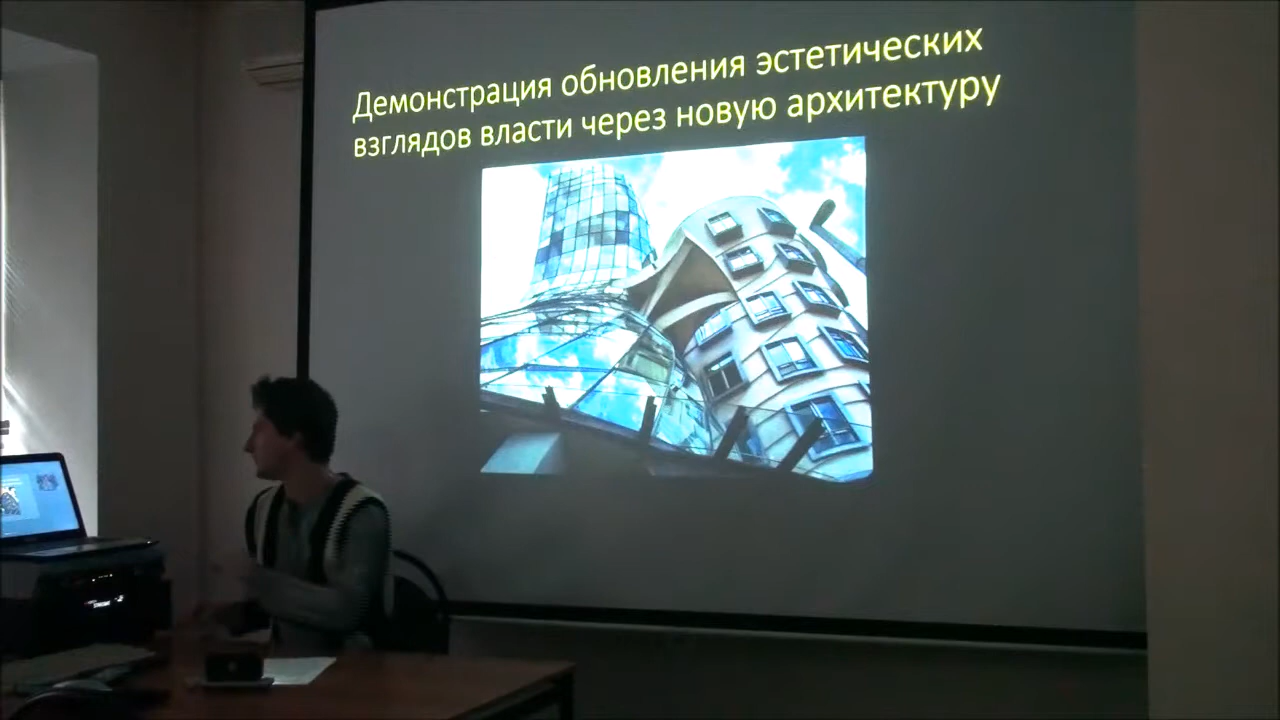 Демонстрация обновления эстетических
взглядов власти через новую архитектуру